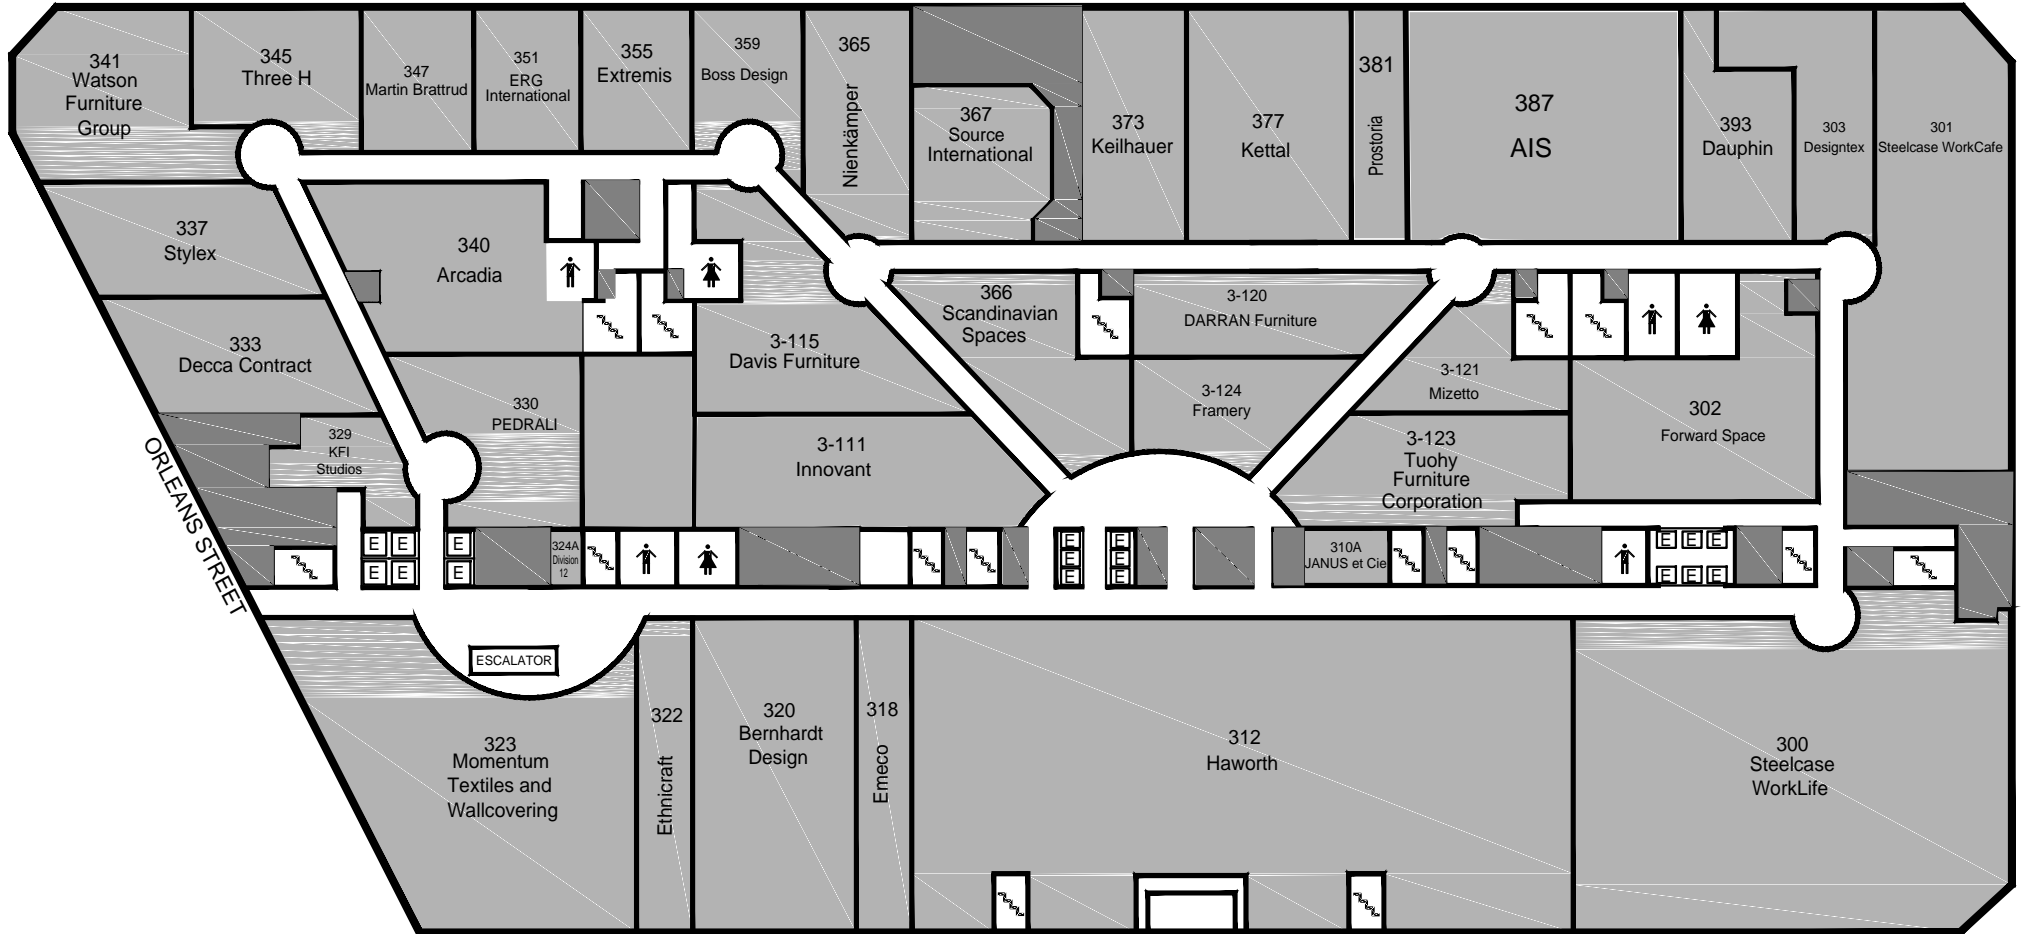 341
Watson
Furniture
Group
345
Three H
347
Martin Brattrud
351
ERG
International
355
Extremis
359
Boss Design
365
Nienkämper
367
Source
International
373
Keilhauer
377
Kettal
381
Prostoria
387
AIS
393
Dauphin
303
Designtex
301
Steelcase WorkCafe
337
Stylex
340
Arcadia
333
Decca Contract
3-115
Davis Furniture
366
Scandinavian
Spaces
3-120
DARRAN Furniture
3-121
Mizetto
3-124
Framery
302
Forward Space
330
PEDRALI
329
KFI
Studios
3-111
Innovant
3-123
Tuohy
Furniture
Corporation
ORLEANS STREET
E
E
E
E
E
E
324A
Division
12
E
E
E
E
E
E
310A
JANUS et Cie
E
E
E
E
E
E
ESCALATOR
323
Momentum
Textiles and
Wallcovering
322
Ethnicraft
320
Bernhardt
Design
318
Emeco
312
Haworth
300
Steelcase
WorkLife